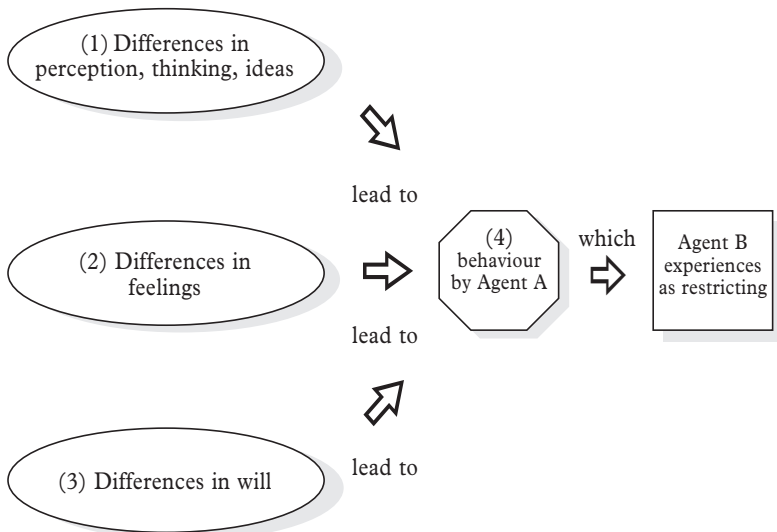 (1) Differences in
perception, thinking, ideas
lead to
(2) Differences in
feelings
(4)
behaviour
by Agent A
which
Agent B
experiences
as restricting
lead to
(3) Differences in will
lead to